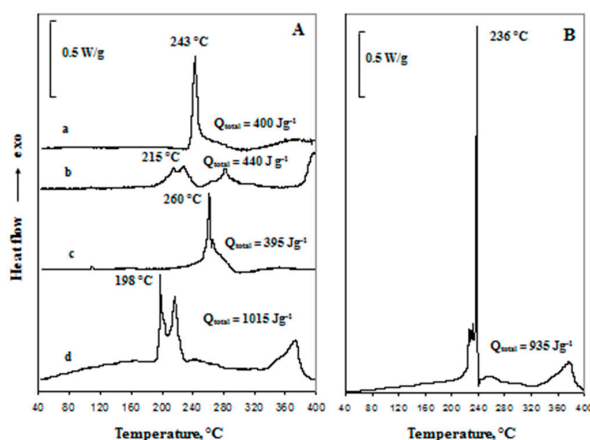 A
243 °C
0.5 W/g
Qtotal = 400 Jg-1
a
215 °C
Qtotal = 440 Jg-1
b
260 °C
Qtotal = 395 Jg-1
c
198 °C
Qtotal = 1015 Jg-1
d
Heat flow → exo
40 80 120 160 200 240 280 320 360 400
Temperature, °C
B
236 °C
0.5 W/g
Qtotal = 935 Jg-1
40 60 120 160 200 240 280 320 360 400
Temperature, °C